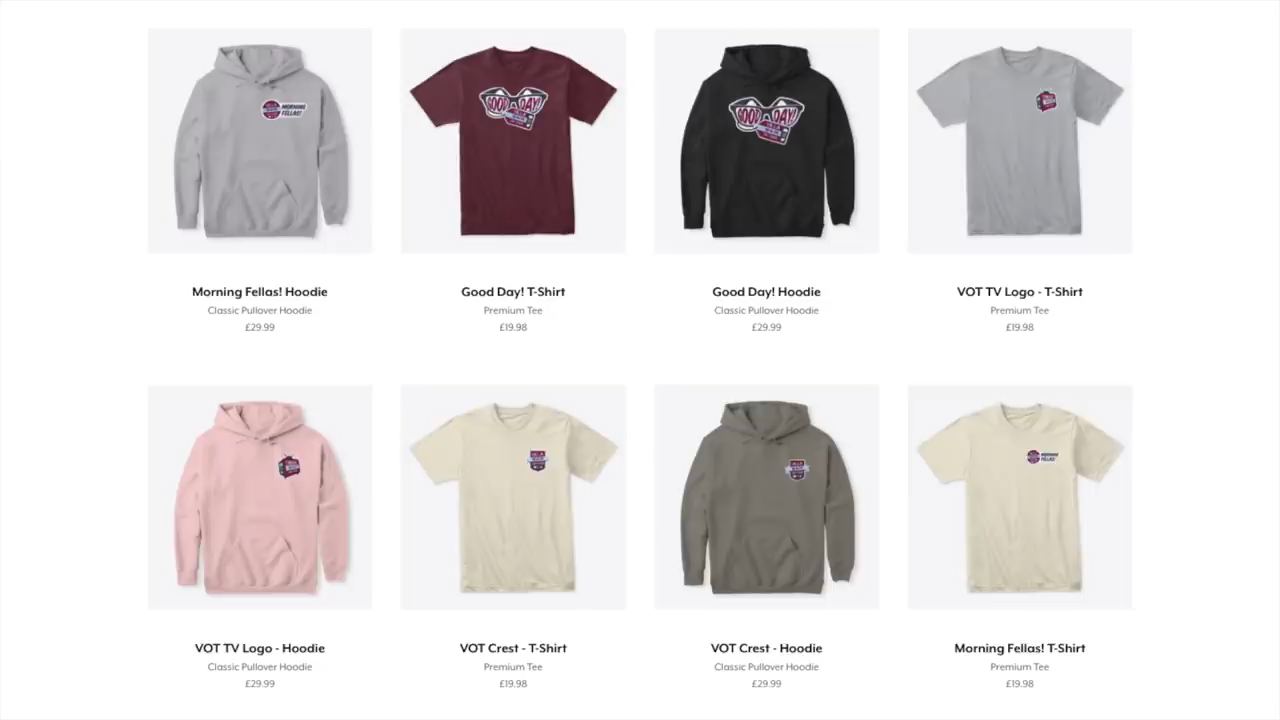 MORNING
FELLAS!
GOOD DAY!
GOOD DAY!
Morning Fellas! Hoodie
Classic Pullover Hoodie
£29.99
Good Day! T-Shirt
Premium Tee
£19.98
Good Day! Hoodie
Classic Pullover Hoodie
£29.99
VOT TV Logo - T-Shirt
Premium Tee
£19.98
MORNING
FELLAS!
VOT TV Logo - Hoodie
Classic Pullover Hoodie
£29.99
VOT Crest - T-Shirt
Premium Tee
£19.98
VOT Crest - Hoodie
Classic Pullover Hoodie
£29.99
Morning Fellas! T-Shirt
Premium Tee
£19.98